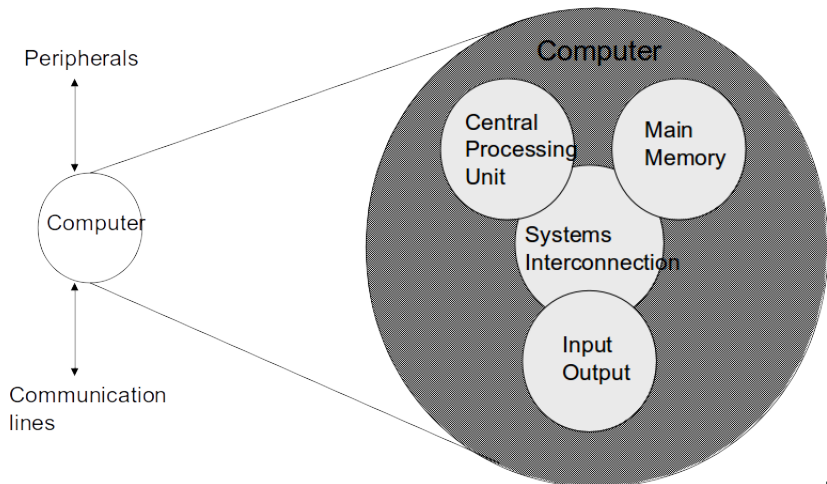 Peripherals
Computer
Communication
lines
Computer
Central
Processing
Unit
Main
Memory
Systems
Interconnection
Input
Output